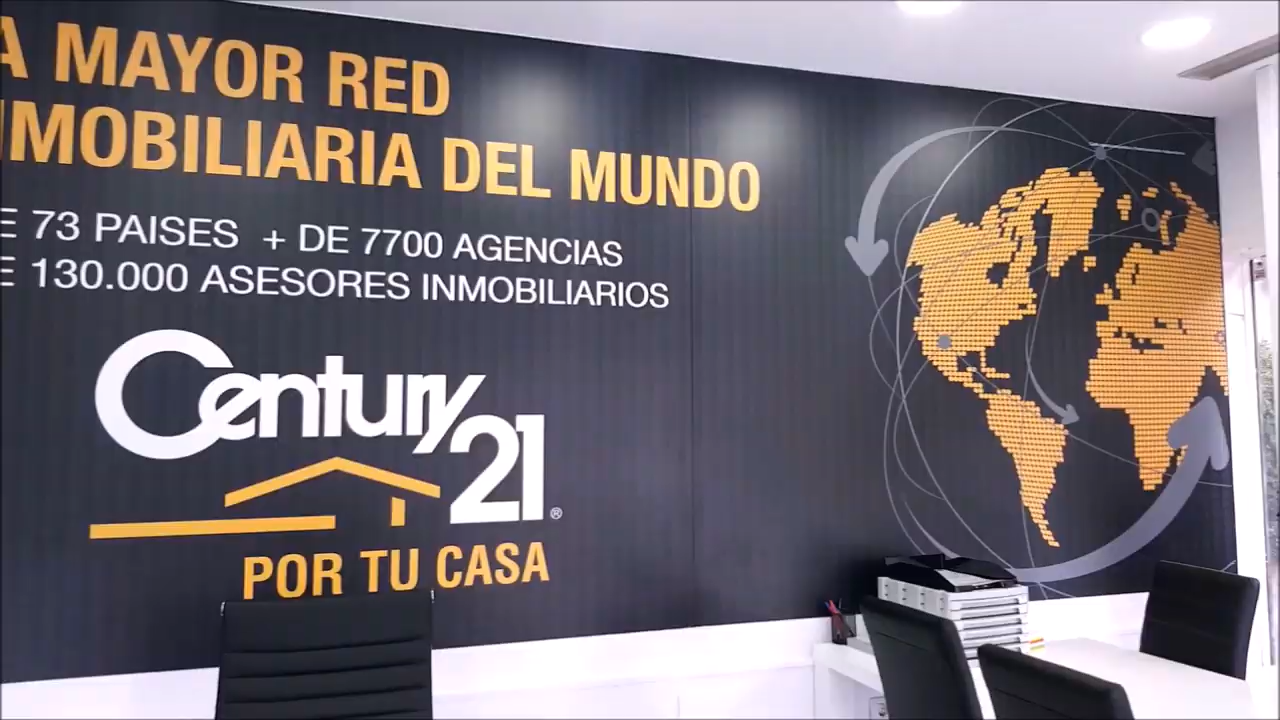 A MAYOR RED
NMOBILIARIA DEL MUNDO
E 73 PAISES + DE 7700 AGENCIAS
E 130.000 ASESORES INMOBILIARIOS
Century
21®
POR TU CASA